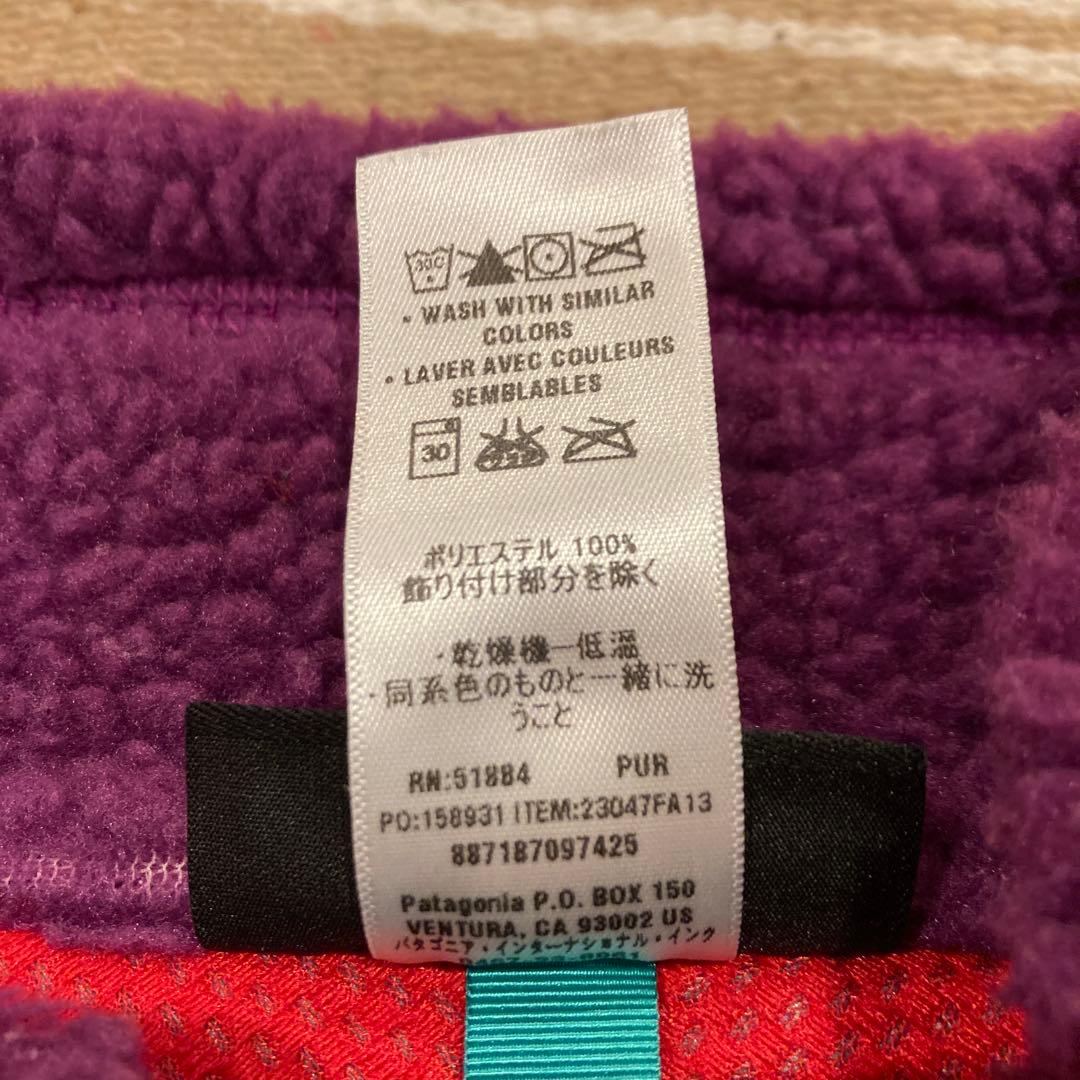 30C
• WASH WITH SIMILAR
COLORS
• LAVER AVEC COULEURS
SEMBLABLES
30
ポリエステル 100%
飾り付け部分を除く
・乾燥機ー低温
・同系色のものと一緒に洗
うこと
RN:51884 PUR
PO:158931 ITEM:23047FA13
887187097425
Patagonia P.O. BOX 150
VENTURA, CA 93002 US
パタゴニア・インターナショナル・インク